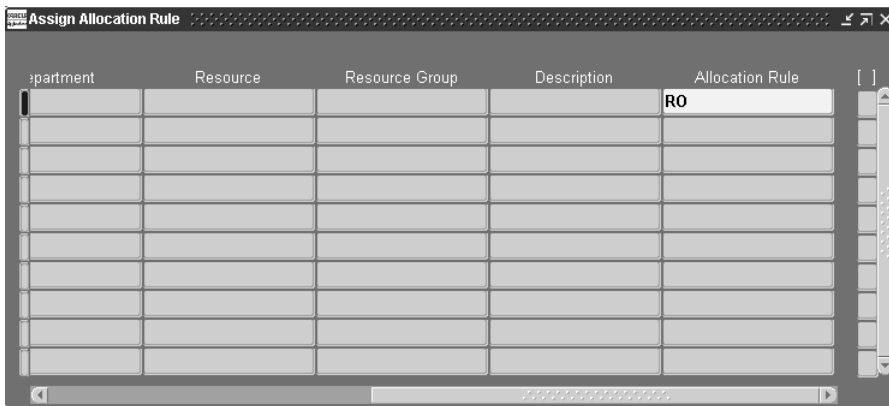 Assign Allocation Rule
epartment Resource Resource Group Description Allocation Rule [ ]
RO